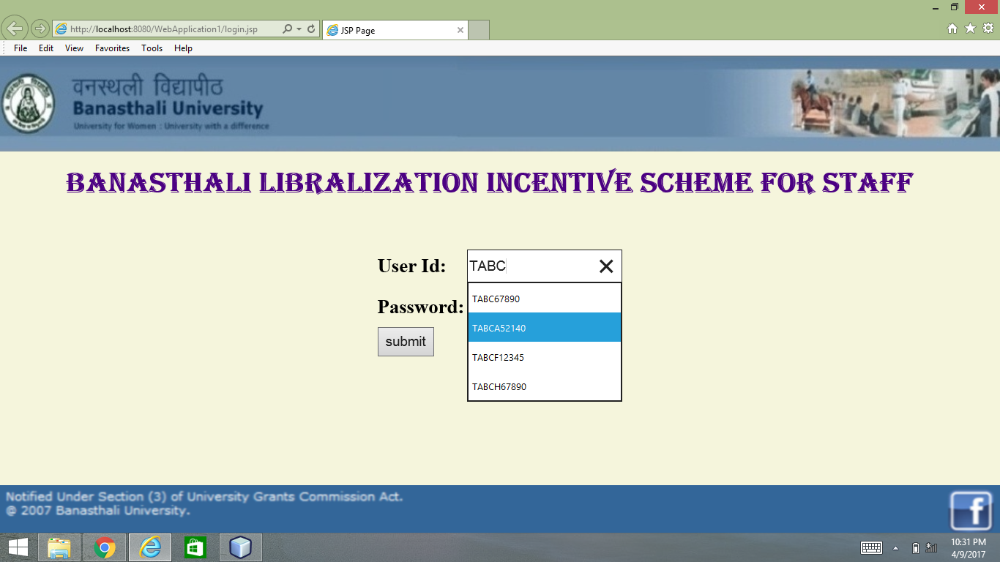 http://localhost:8080/WebApplication1/login.jsp
JSP Page
File Edit View Favorites Tools Help
वनस्थली विद्यापीठ
Banasthali University
University for Women : University with a difference
BANASTHALI LIBRALIZATION INCENTIVE SCHEME FOR STAFF
User Id: TABC
TABC67890
Password:
TABCA52140
submit
TABCF12345
TABCH67890
Notified Under Section (3) of University Grants Commission Act.
@ 2007 Banasthali University.
f
10:31 PM
4/9/2017